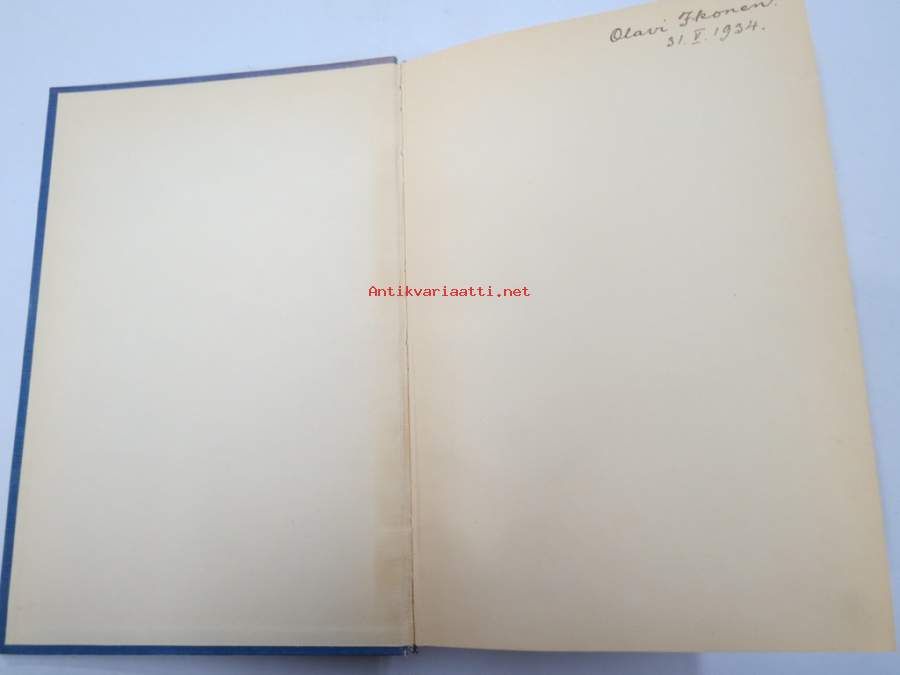 Olavi Ikonen.
31. V. 1934.
Antikvariaatti.net